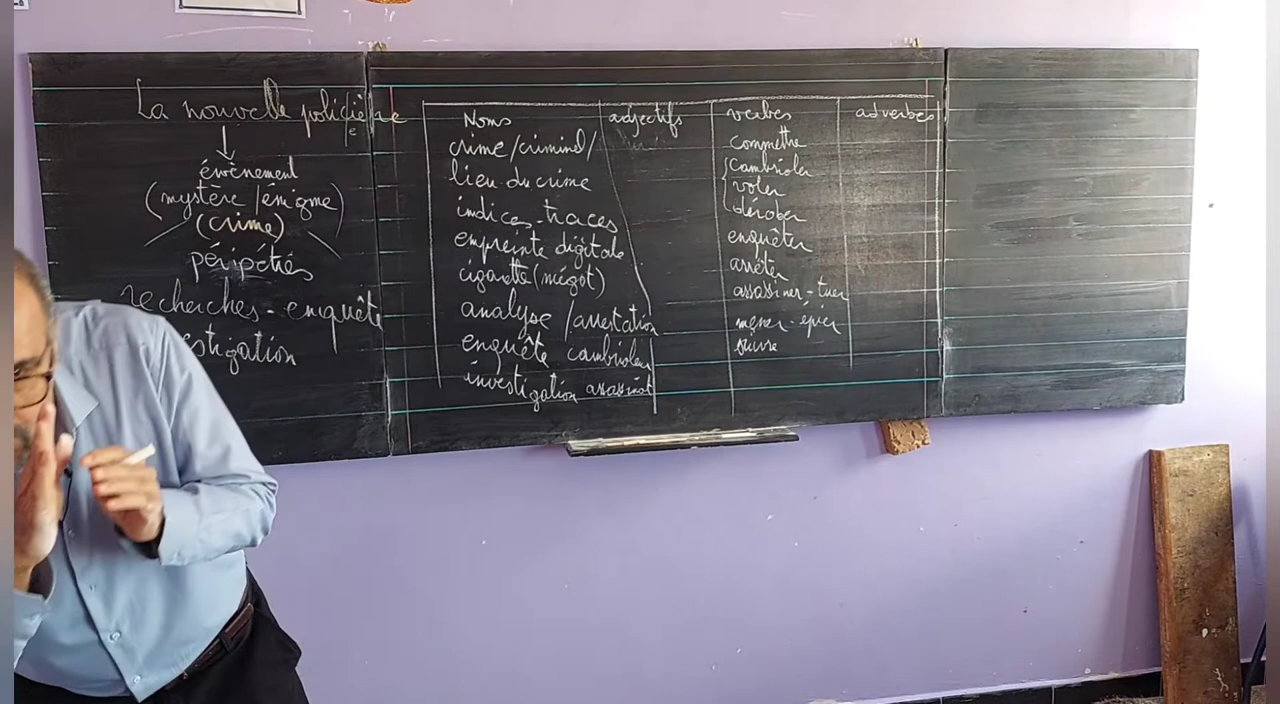 La nouvelle policière
événement
(mystère/énigme)
(crime)
péripéties
recherches - enquête
estigation
Noms adjectifs verbes adverbes
crime/criminel/
lieu du crime
indices - traces
empreinte digitale
cigarette (mégot)
analyse/arrestation
enquête cambrioleur
investigation assassinat
commettre
cambrioler
voler
dérober
enquêter
arrêter
assassiner - tuer
mener - épier
suivre